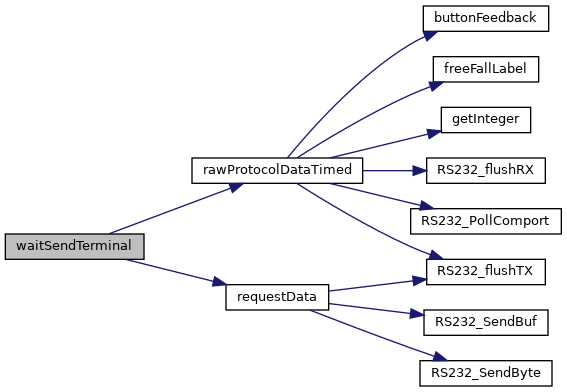 buttonFeedback
freeFallLabel
getInteger
rawProtocolDataTimed
RS232_flushRX
RS232_PollComport
waitSendTerminal
RS232_flushTX
requestData
RS232_SendBuf
RS232_SendByte